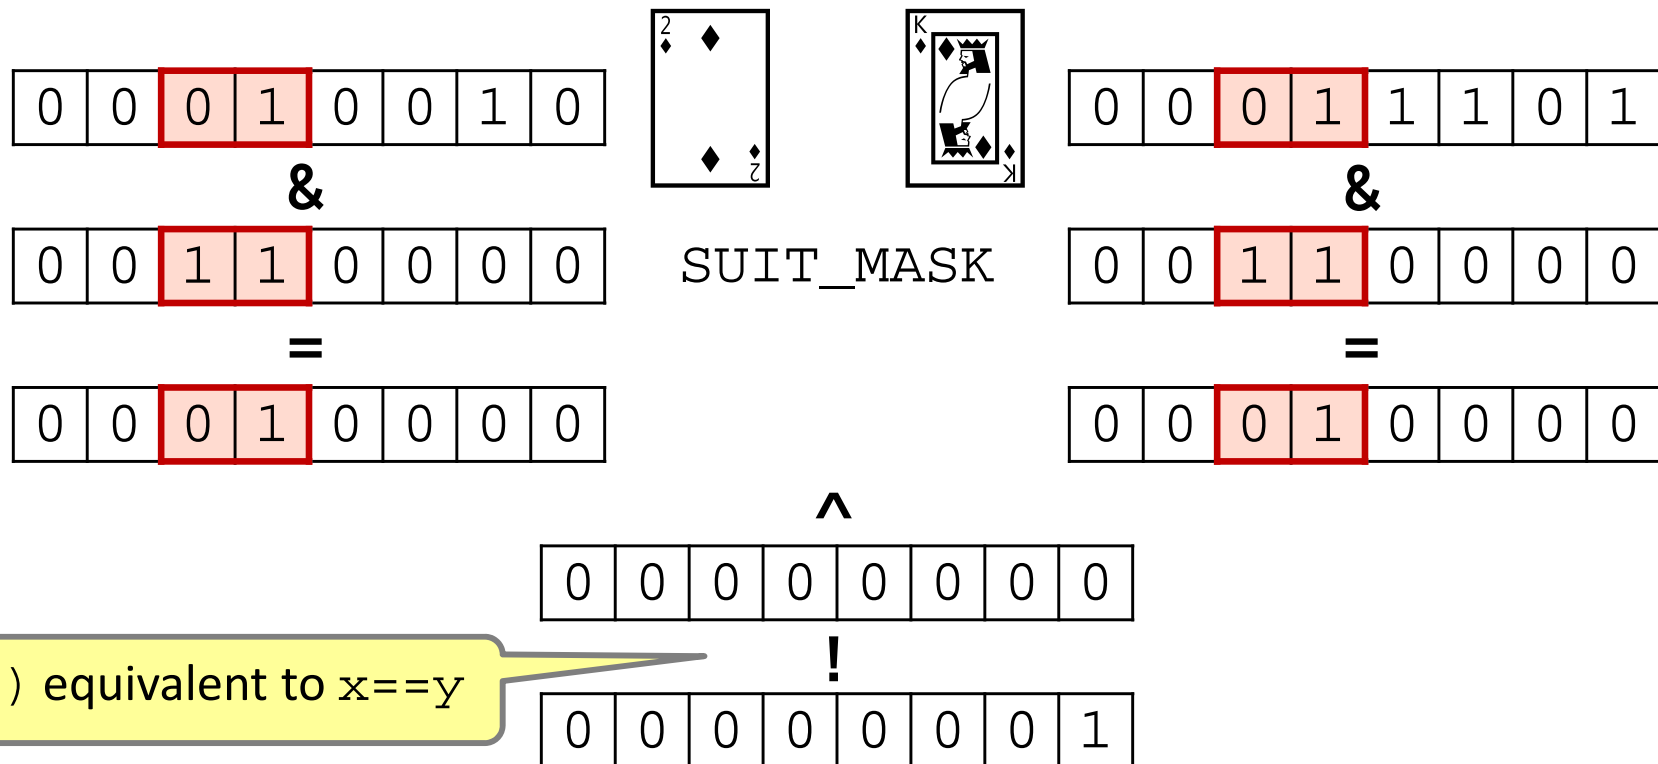 2
K
0 0 0 1 0 0 1 0
0 0 0 1 1 1 0 1
2
K
&
&
0 0 1 1 0 0 0 0
SUIT_MASK
0 0 1 1 0 0 0 0
=
=
0 0 0 1 0 0 0 0
0 0 0 1 0 0 0 0
^
0 0 0 0 0 0 0 0
!
) equivalent to x==y
0 0 0 0 0 0 0 1